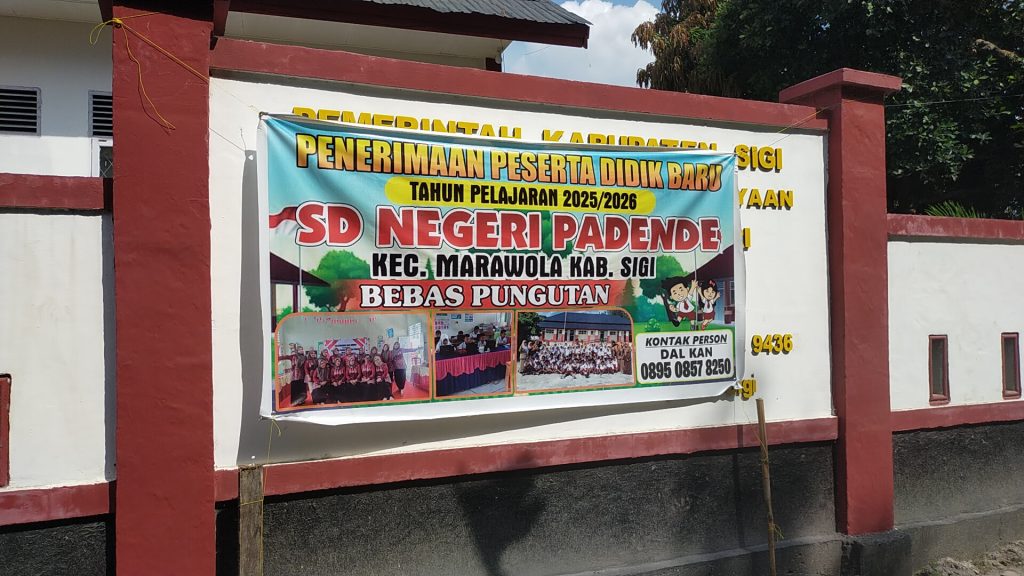 PEMERINTAH KABUPATEN SIGI
PENERIMAAN PESERTA DIDIK BARU
TAHUN PELAJARAN 2025/2026
SD NEGERI PADENDE
KEC. MARAWOLA KAB. SIGI
BEBAS PUNGUTAN
KONTAK PERSON
DAL KAN
0895 0857 8250
9436